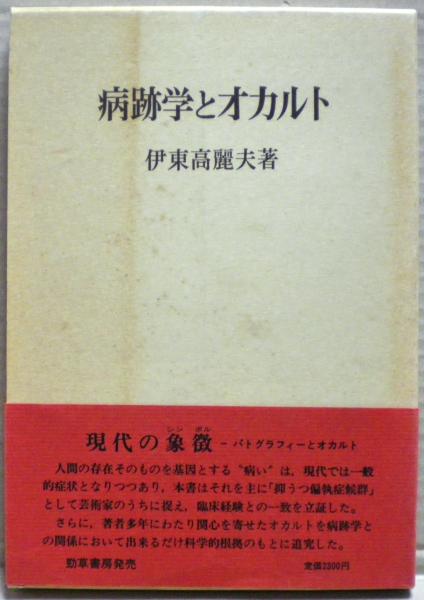 病跡学とオカルト
伊東高麗夫著
シン ボル
現代の象徴 - パトグラフィーとオカルト
人間の存在そのものを基因とする〝病い〟は、現代では一般
的症状となりつつあり、本書はそれを主に「抑うつ偏執症候群」
として芸術家のうちに捉え、臨床経験との一致を立証した。
さらに、著者多年にわたり関心を寄せたオカルトを病跡学と
の関係において出来るだけ科学的根拠のもとに追究した。
勁草書房発売 定価2300円